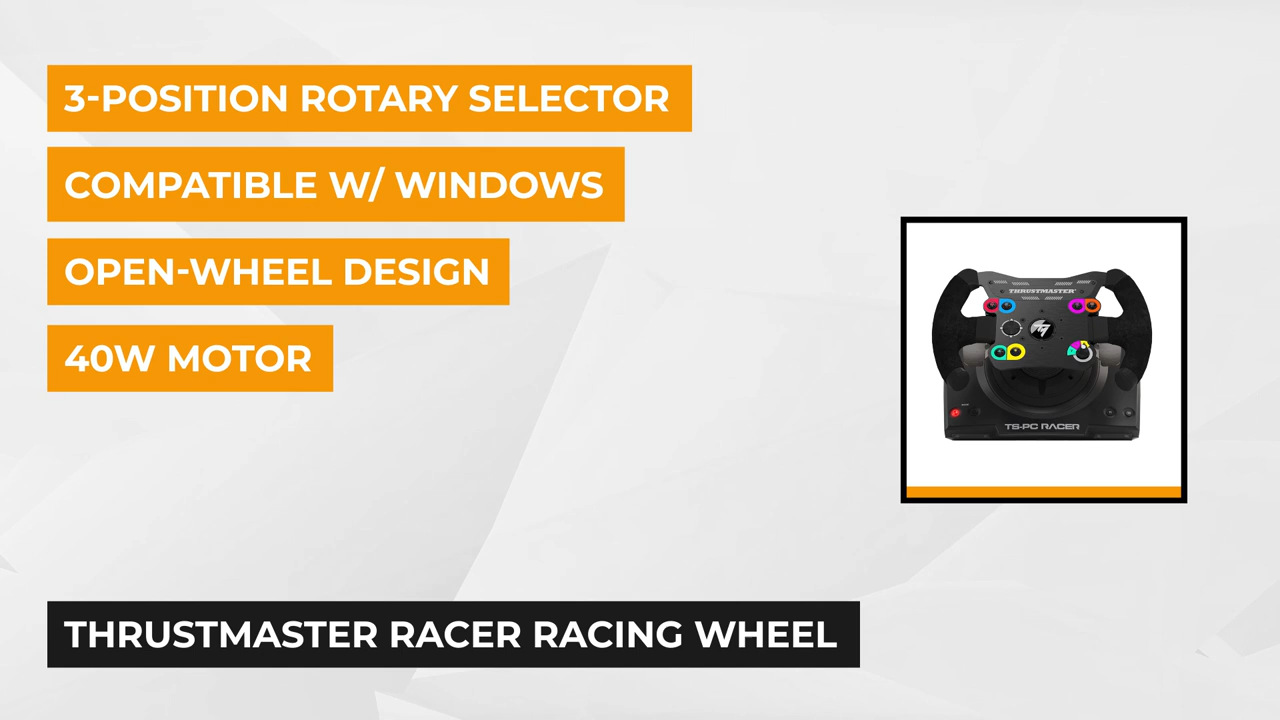 3-POSITION ROTARY SELECTOR
COMPATIBLE W/ WINDOWS
OPEN-WHEEL DESIGN
40W MOTOR
THRUSTMASTER
TS-PC RACER
THRUSTMASTER RACER RACING WHEEL